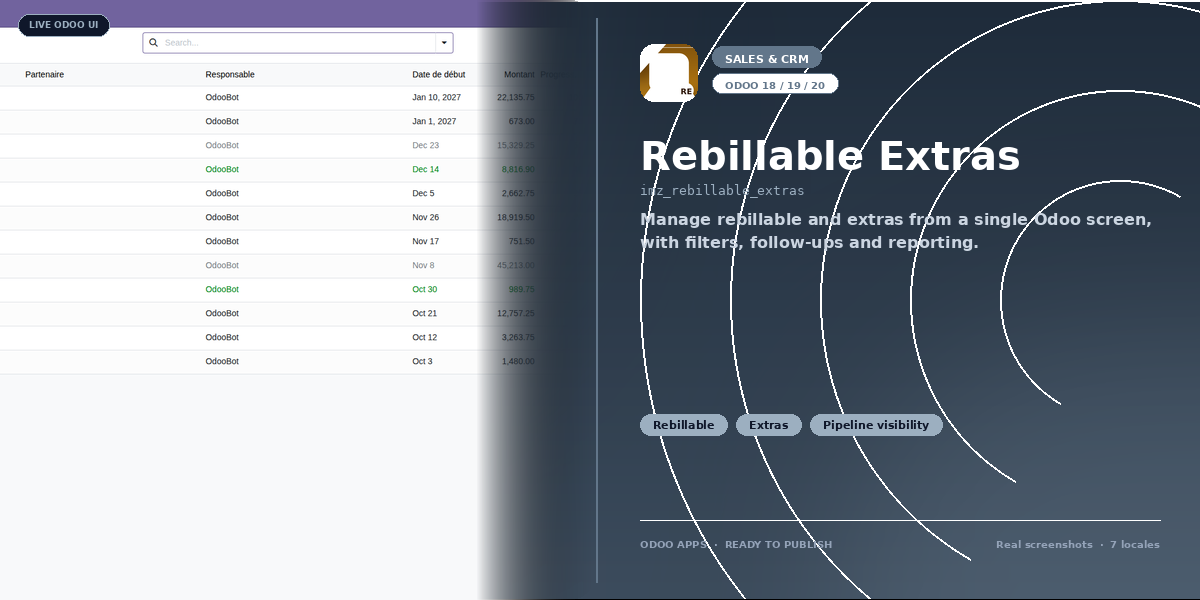 LIVE ODOO UI
Search...
Partenaire Responsable Date de début Montant
OdooBot Jan 10, 2027 22,135.75
OdooBot Jan 1, 2027 673.00
OdooBot Dec 23 15,329.25
OdooBot Dec 14 8,816.90
OdooBot Dec 5 2,662.75
OdooBot Nov 26 18,919.50
OdooBot Nov 17 751.50
OdooBot Nov 8 45,213.00
OdooBot Oct 30 989.75
OdooBot Oct 21 12,757.25
OdooBot Oct 12 3,263.75
OdooBot Oct 3 1,480.00
RE
SALES & CRM
ODOO 18 / 19 / 20
Rebillable Extras
imz_rebillable_extras
Manage rebillable and extras from a single Odoo screen,
with filters, follow-ups and reporting.
Rebillable Extras Pipeline visibility
ODOO APPS · READY TO PUBLISH
Real screenshots · 7 locales